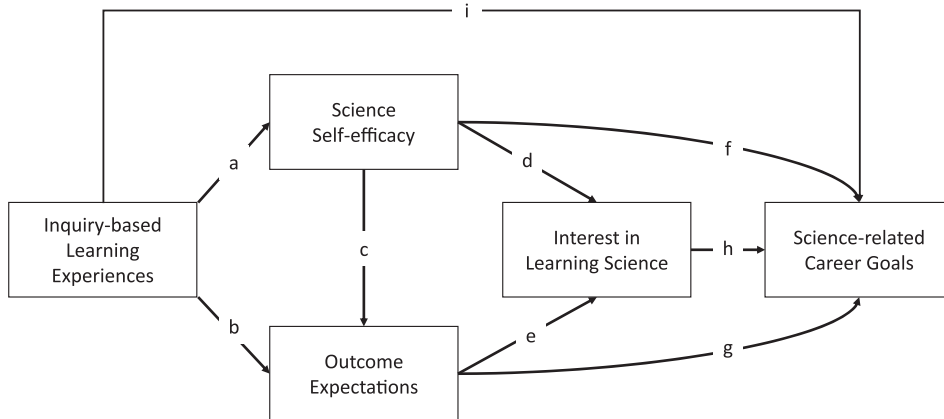 i
Science
Self-efficacy
a
d
f
Inquiry-based
Learning
Experiences
c
Interest in
Learning Science
h
Science-related
Career Goals
b
e
g
Outcome
Expectations